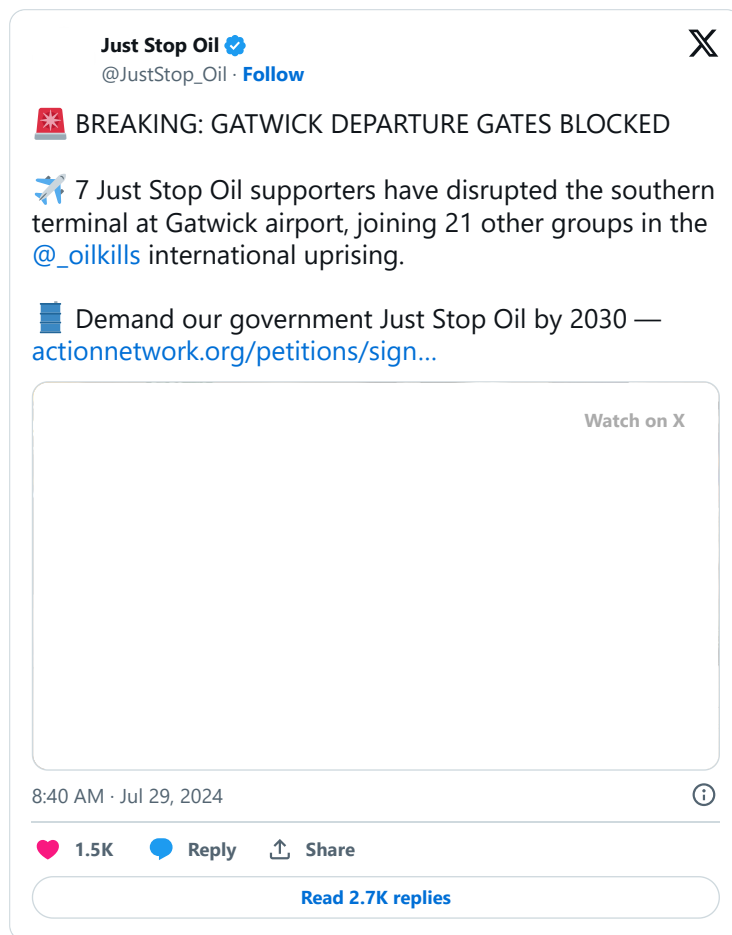 Just Stop Oil
@JustStop_Oil · Follow
🚨 BREAKING: GATWICK DEPARTURE GATES BLOCKED
✈️ 7 Just Stop Oil supporters have disrupted the southern
terminal at Gatwick airport, joining 21 other groups in the
@_oilkills international uprising.
🛢️ Demand our government Just Stop Oil by 2030 —
actionnetwork.org/petitions/sign...
Watch on X
8:40 AM · Jul 29, 2024
1.5K Reply Share
Read 2.7K replies